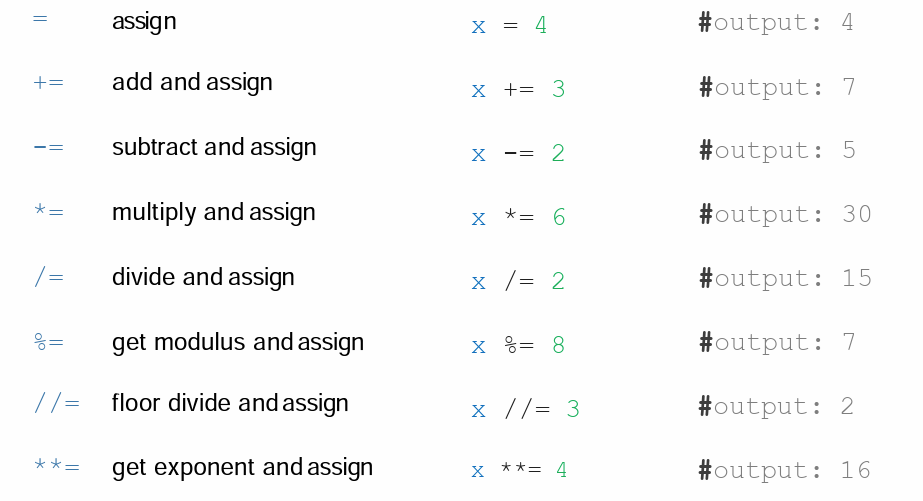 = assign x = 4 #output: 4
+= add and assign x += 3 #output: 7
-= subtract and assign x -= 2 #output: 5
*= multiply and assign x *= 6 #output: 30
/= divide and assign x /= 2 #output: 15
%= get modulus and assign x %= 8 #output: 7
//= floor divide and assign x //= 3 #output: 2
**= get exponent and assign x **= 4 #output: 16